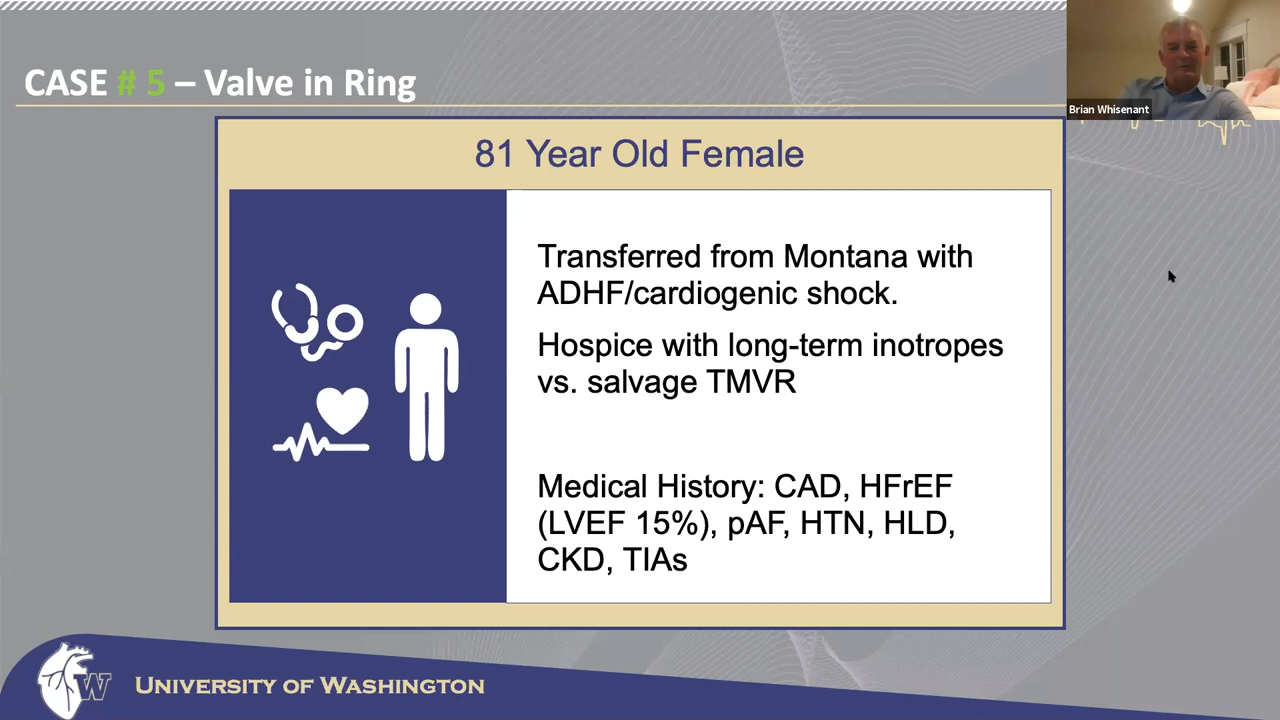 CASE # 5 – Valve in Ring
Brian Whisenant
81 Year Old Female
Transferred from Montana with
ADHF/cardiogenic shock.
Hospice with long-term inotropes
vs. salvage TMVR
Medical History: CAD, HFrEF
(LVEF 15%), pAF, HTN, HLD,
CKD, TIAs
W
UNIVERSITY OF WASHINGTON